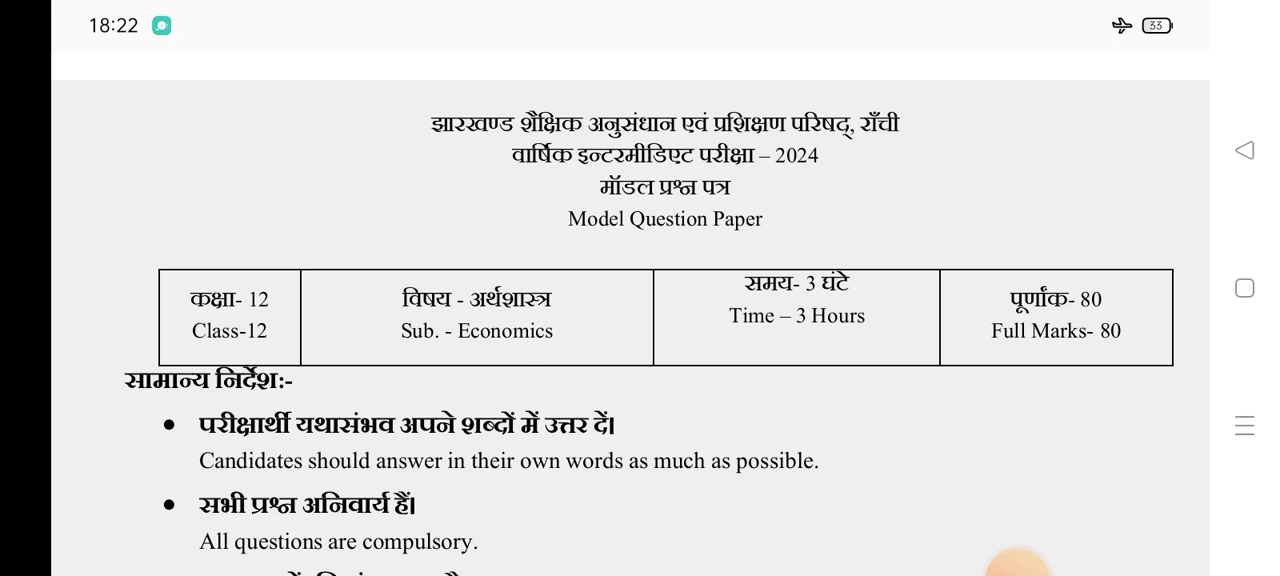 18:22
33
झारखण्ड शैक्षिक अनुसंधान एवं प्रशिक्षण परिषद्, राँची
वार्षिक इन्टरमीडिएट परीक्षा – 2024
मॉडल प्रश्न पत्र
Model Question Paper
कक्षा- 12
Class-12
विषय - अर्थशास्त्र
Sub. - Economics
समय- 3 घंटे
Time – 3 Hours
पूर्णांक- 80
Full Marks- 80
सामान्य निर्देश:-
• परीक्षार्थी यथासंभव अपने शब्दों में उत्तर दें।
Candidates should answer in their own words as much as possible.
• सभी प्रश्न अनिवार्य हैं।
All questions are compulsory.